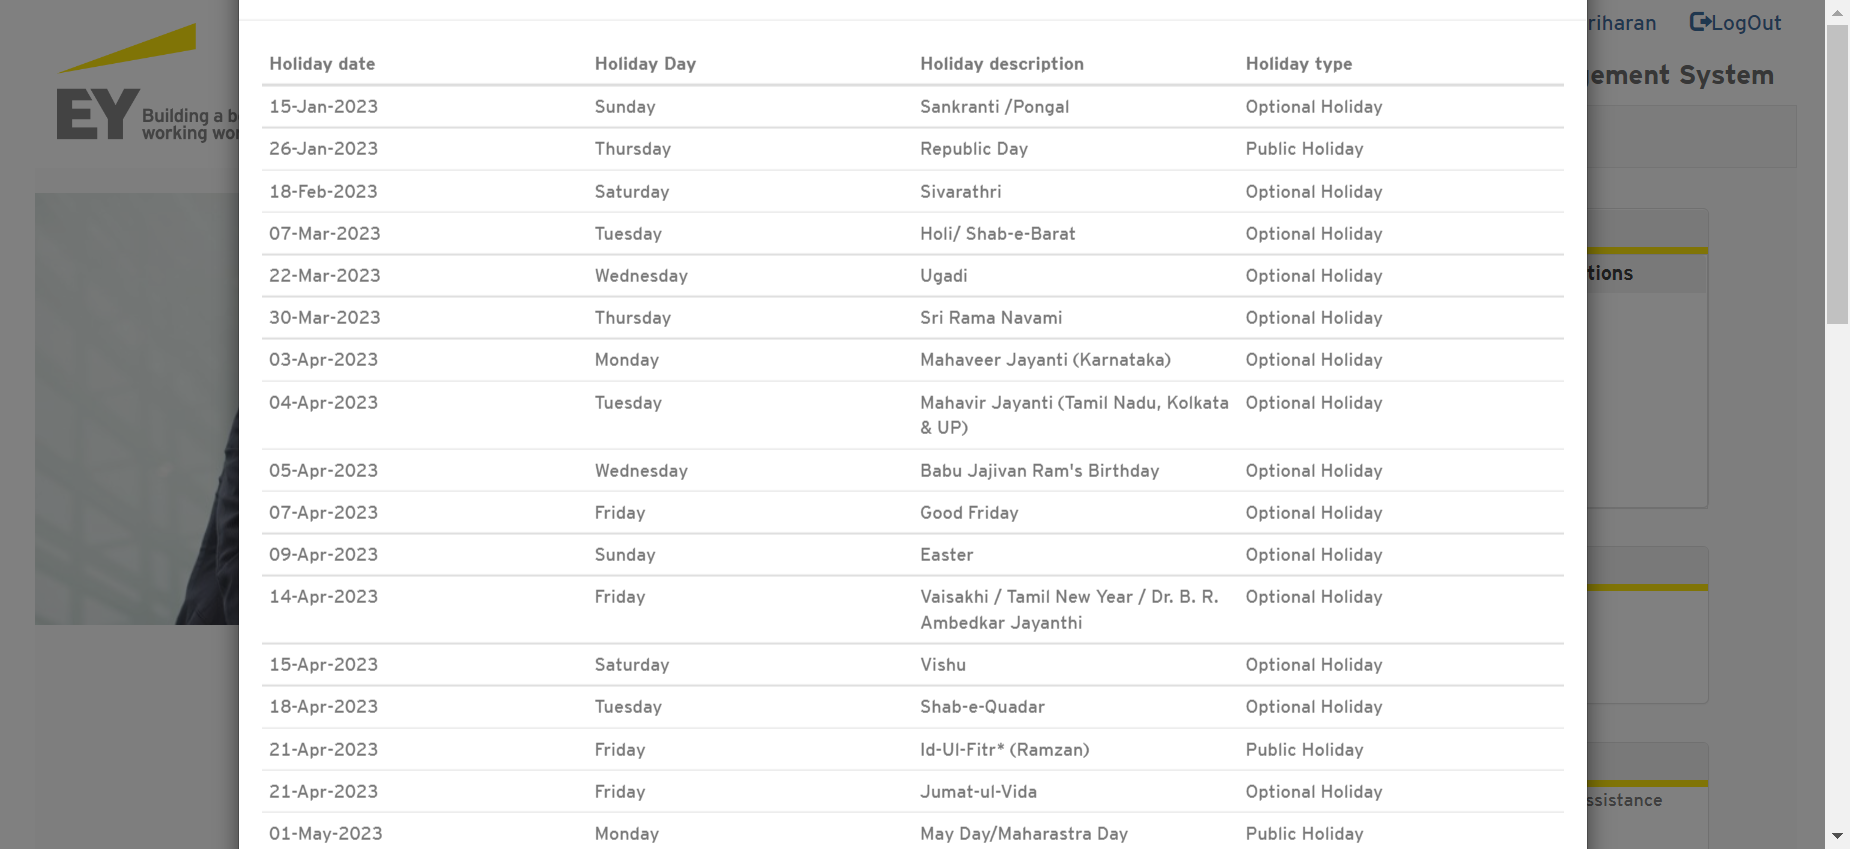 riharan LogOut
ement System
EY Building a b
working wor
tions
ssistance
Holiday date Holiday Day Holiday description Holiday type
15-Jan-2023 Sunday Sankranti /Pongal Optional Holiday
26-Jan-2023 Thursday Republic Day Public Holiday
18-Feb-2023 Saturday Sivarathri Optional Holiday
07-Mar-2023 Tuesday Holi/ Shab-e-Barat Optional Holiday
22-Mar-2023 Wednesday Ugadi Optional Holiday
30-Mar-2023 Thursday Sri Rama Navami Optional Holiday
03-Apr-2023 Monday Mahaveer Jayanti (Karnataka) Optional Holiday
04-Apr-2023 Tuesday Mahavir Jayanti (Tamil Nadu, Kolkata Optional Holiday
& UP)
05-Apr-2023 Wednesday Babu Jajivan Ram's Birthday Optional Holiday
07-Apr-2023 Friday Good Friday Optional Holiday
09-Apr-2023 Sunday Easter Optional Holiday
14-Apr-2023 Friday Vaisakhi / Tamil New Year / Dr. B. R. Optional Holiday
Ambedkar Jayanthi
15-Apr-2023 Saturday Vishu Optional Holiday
18-Apr-2023 Tuesday Shab-e-Quadar Optional Holiday
21-Apr-2023 Friday Id-Ul-Fitr* (Ramzan) Public Holiday
21-Apr-2023 Friday Jumat-ul-Vida Optional Holiday
01-May-2023 Monday May Day/Maharastra Day Public Holiday